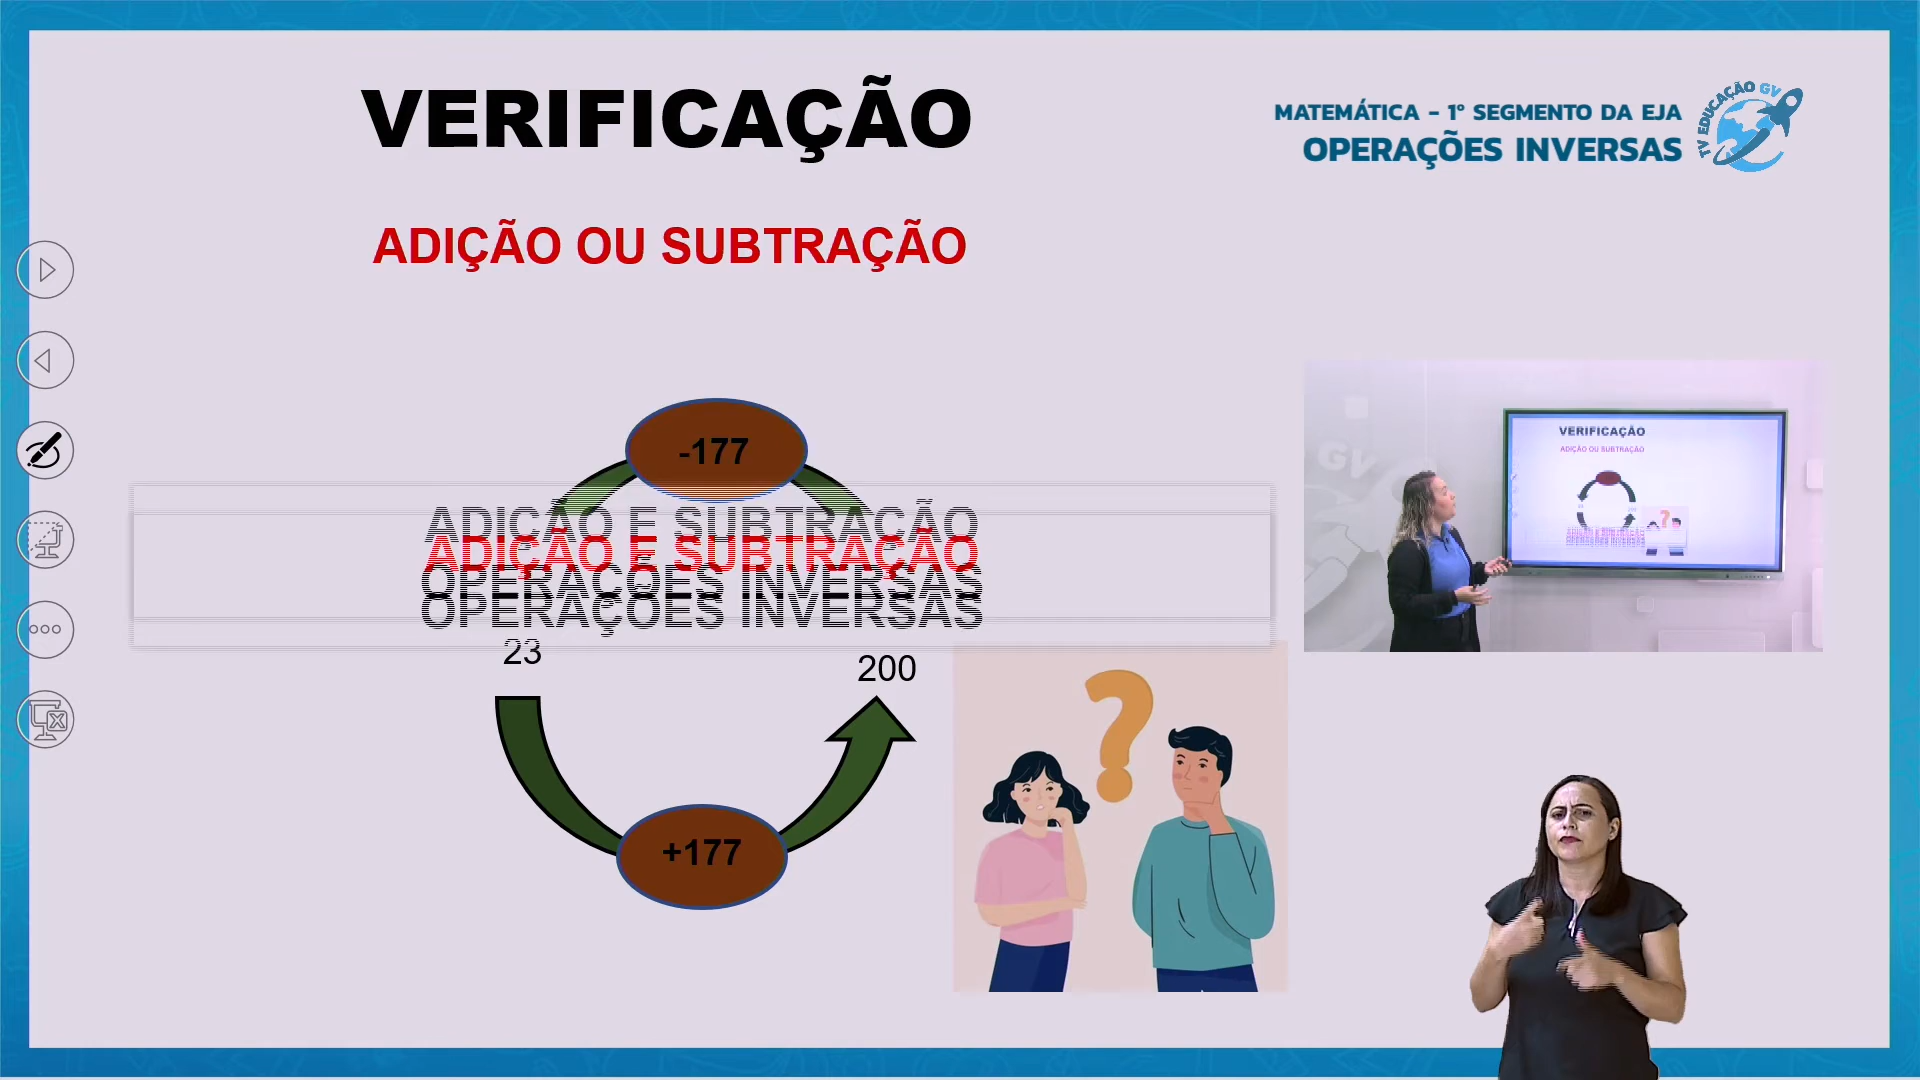 VERIFICAÇÃO
MATEMÁTICA - 1º SEGMENTO DA EJA
OPERAÇÕES INVERSAS
TV EDUCAÇÃO GV
ADIÇÃO OU SUBTRAÇÃO
-177
ADIÇÃO E SUBTRAÇÃO
ADIÇÃO E SUBTRAÇÃO
OPERAÇÕES INVERSAS
OPERAÇÕES INVERSAS
23
200
+177
GV
VERIFICAÇÃO
ADIÇÃO OU SUBTRAÇÃO